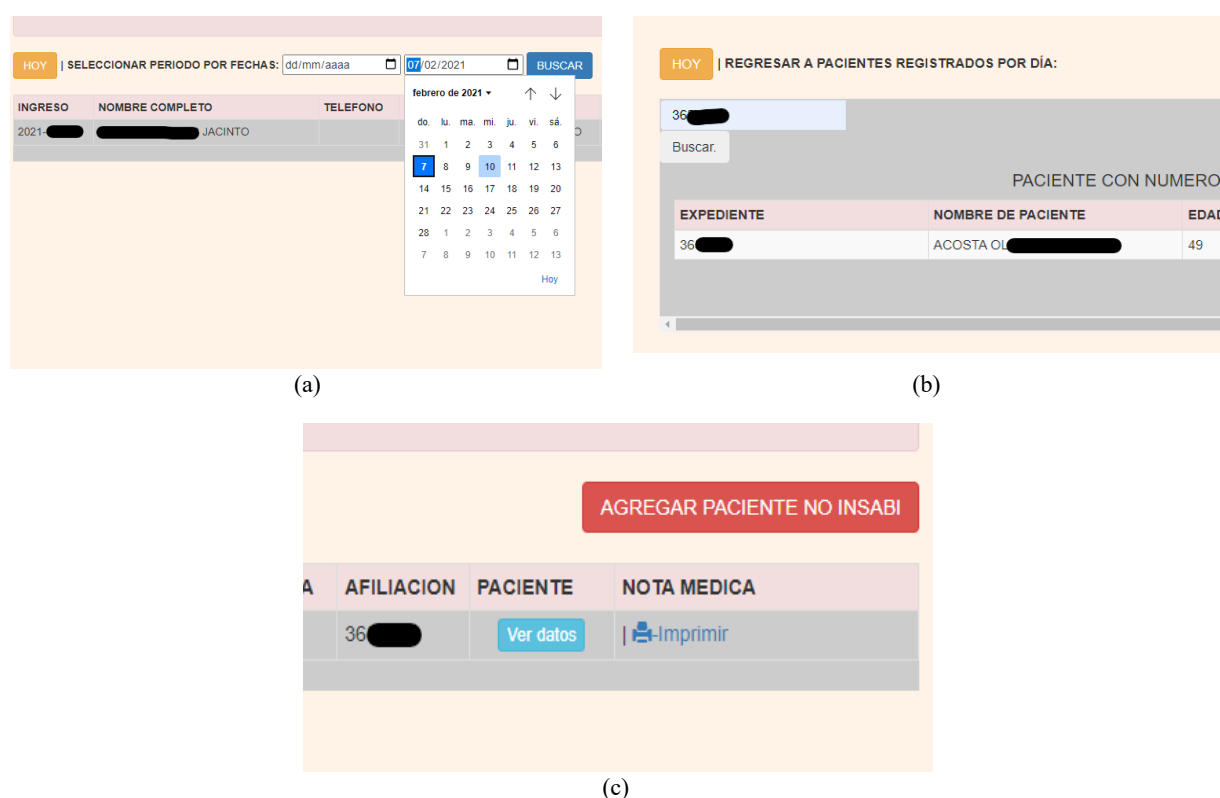 HOY | SELECCIONAR PERIODO POR FECHAS: dd/mm/aaaa 07/02/2021 BUSCAR
febrero de 2021
INGRESO NOMBRE COMPLETO TELEFONO
do. lu. ma. mi. ju. vi. sá.
2021- JACINTO
31 1 2 3 4 5 6
7 8 9 10 11 12 13
14 15 16 17 18 19 20
21 22 23 24 25 26 27
28 1 2 3 4 5 6
7 8 9 10 11 12 13
Hoy
(a)
HOY | REGRESAR A PACIENTES REGISTRADOS POR DÍA:
36
Buscar.
PACIENTE CON NUMERO
EXPEDIENTE NOMBRE DE PACIENTE EDAD
36 ACOSTA OL 49
(b)
AGREGAR PACIENTE NO INSABI
A AFILIACION PACIENTE NOTA MEDICA
36 Ver datos | -Imprimir
(c)